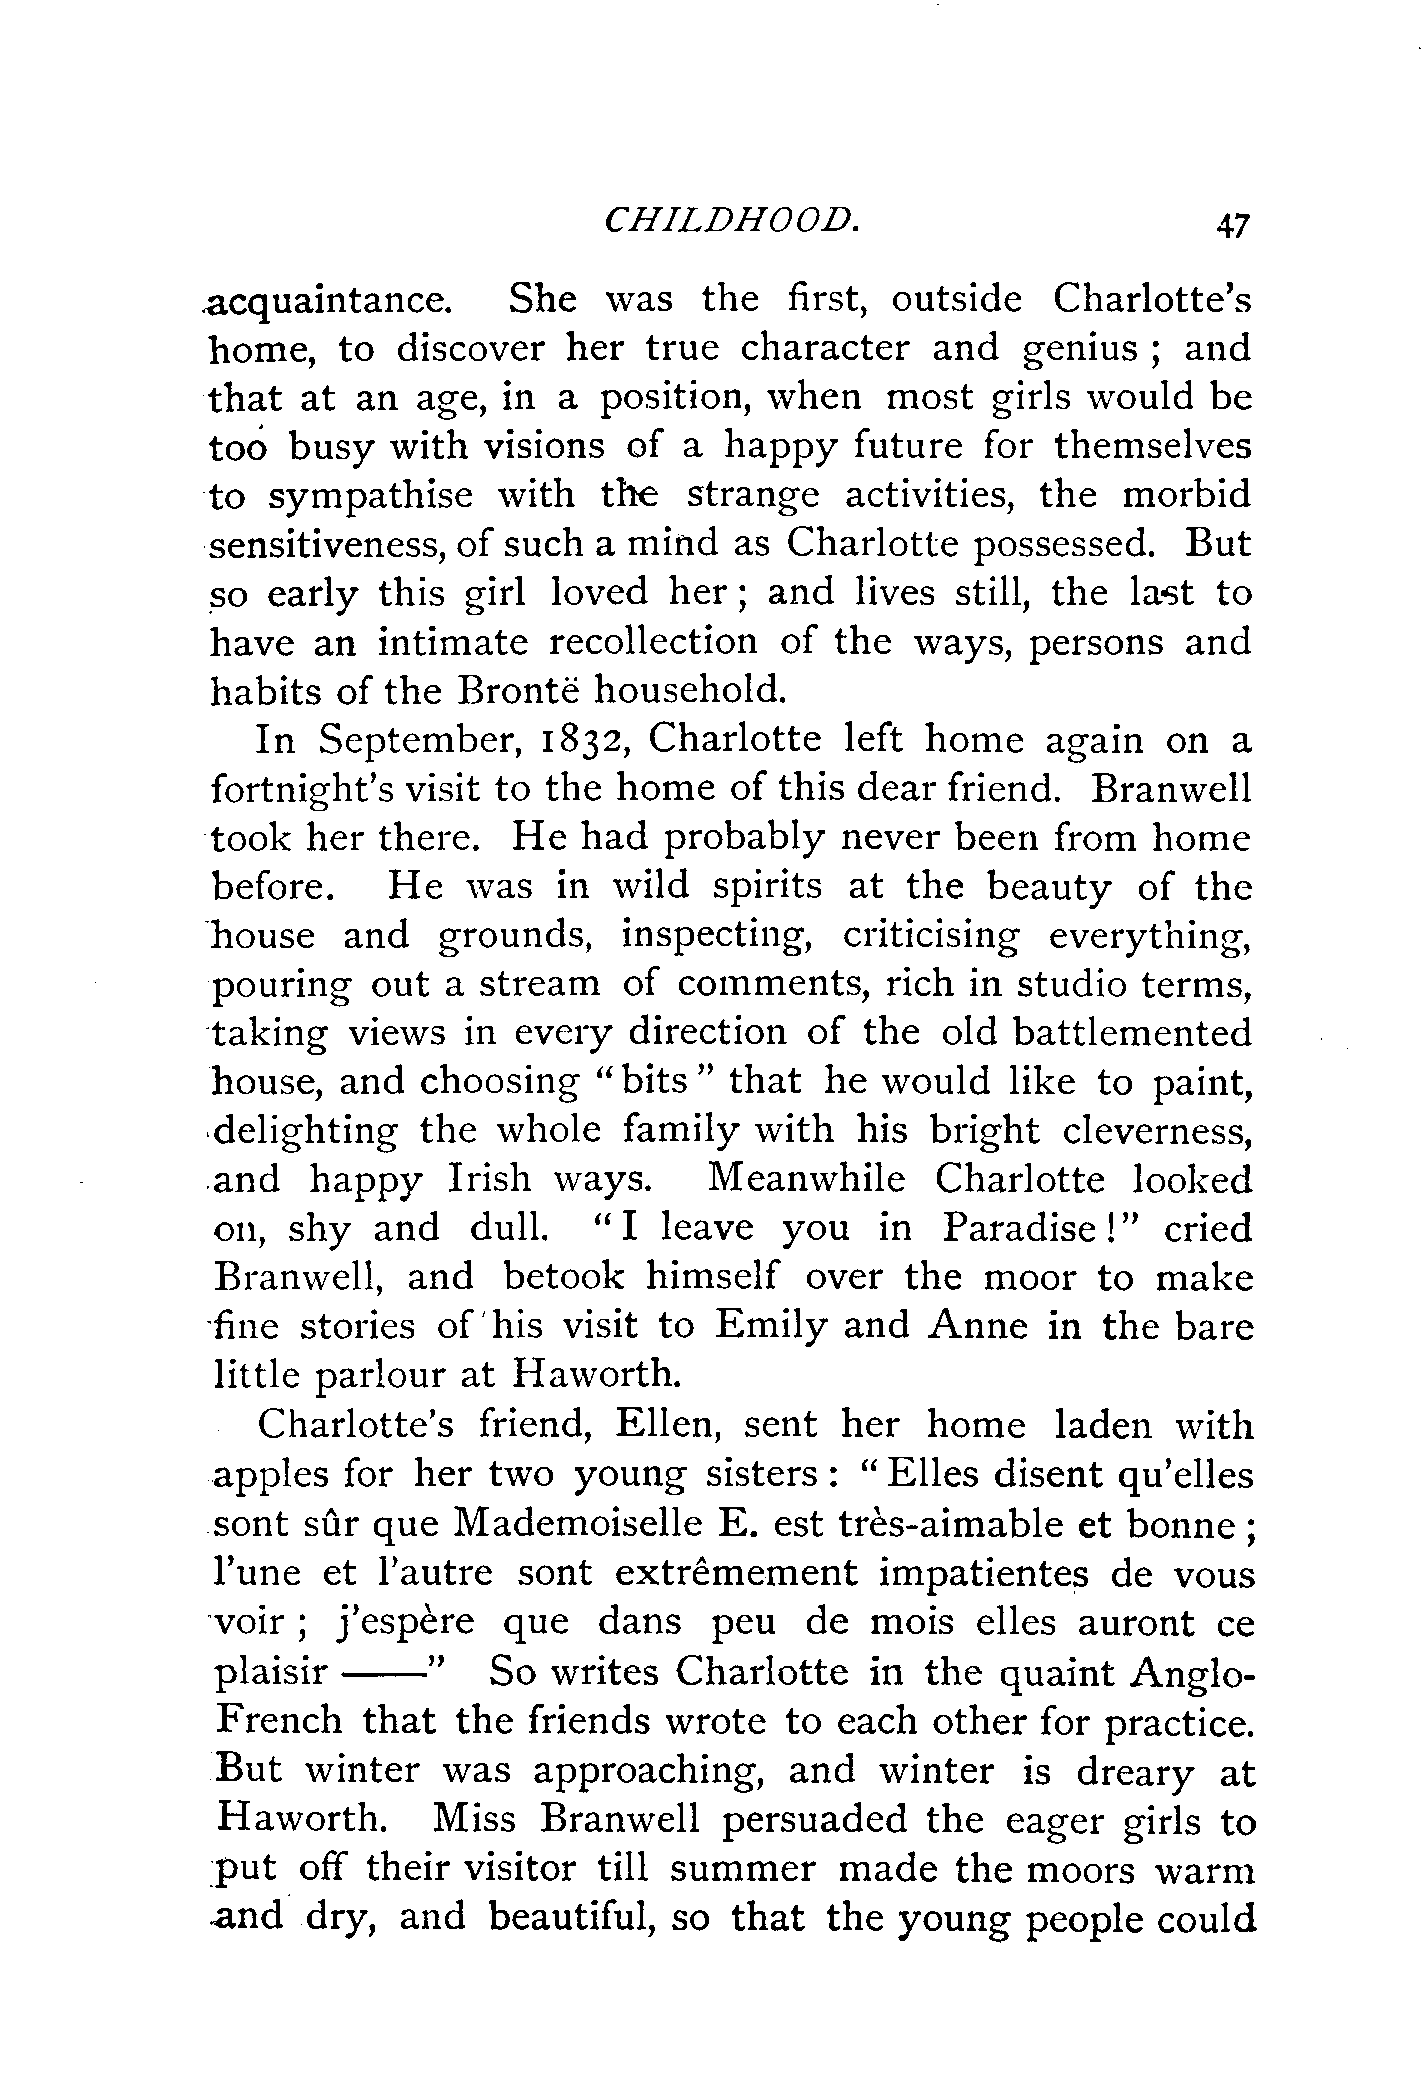 CHILDHOOD. 47
acquaintance. She was the first, outside Charlotte's
home, to discover her true character and genius ; and
that at an age, in a position, when most girls would be
too busy with visions of a happy future for themselves
to sympathise with the strange activities, the morbid
sensitiveness, of such a mind as Charlotte possessed. But
so early this girl loved her ; and lives still, the last to
have an intimate recollection of the ways, persons and
habits of the Brontë household.
In September, 1832, Charlotte left home again on a
fortnight's visit to the home of this dear friend. Branwell
took her there. He had probably never been from home
before. He was in wild spirits at the beauty of the
house and grounds, inspecting, criticising everything,
pouring out a stream of comments, rich in studio terms,
taking views in every direction of the old battlemented
house, and choosing " bits " that he would like to paint,
delighting the whole family with his bright cleverness,
and happy Irish ways. Meanwhile Charlotte looked
on, shy and dull. " I leave you in Paradise ! " cried
Branwell, and betook himself over the moor to make
fine stories of his visit to Emily and Anne in the bare
little parlour at Haworth.
Charlotte's friend, Ellen, sent her home laden with
apples for her two young sisters : " Elles disent qu'elles
sont sûr que Mademoiselle E. est très-aimable et bonne ;
l'une et l'autre sont extrêmement impatientes de vous
voir ; j'espère que dans peu de mois elles auront ce
plaisir ——" So writes Charlotte in the quaint Anglo-
French that the friends wrote to each other for practice.
But winter was approaching, and winter is dreary at
Haworth. Miss Branwell persuaded the eager girls to
put off their visitor till summer made the moors warm
and dry, and beautiful, so that the young people could